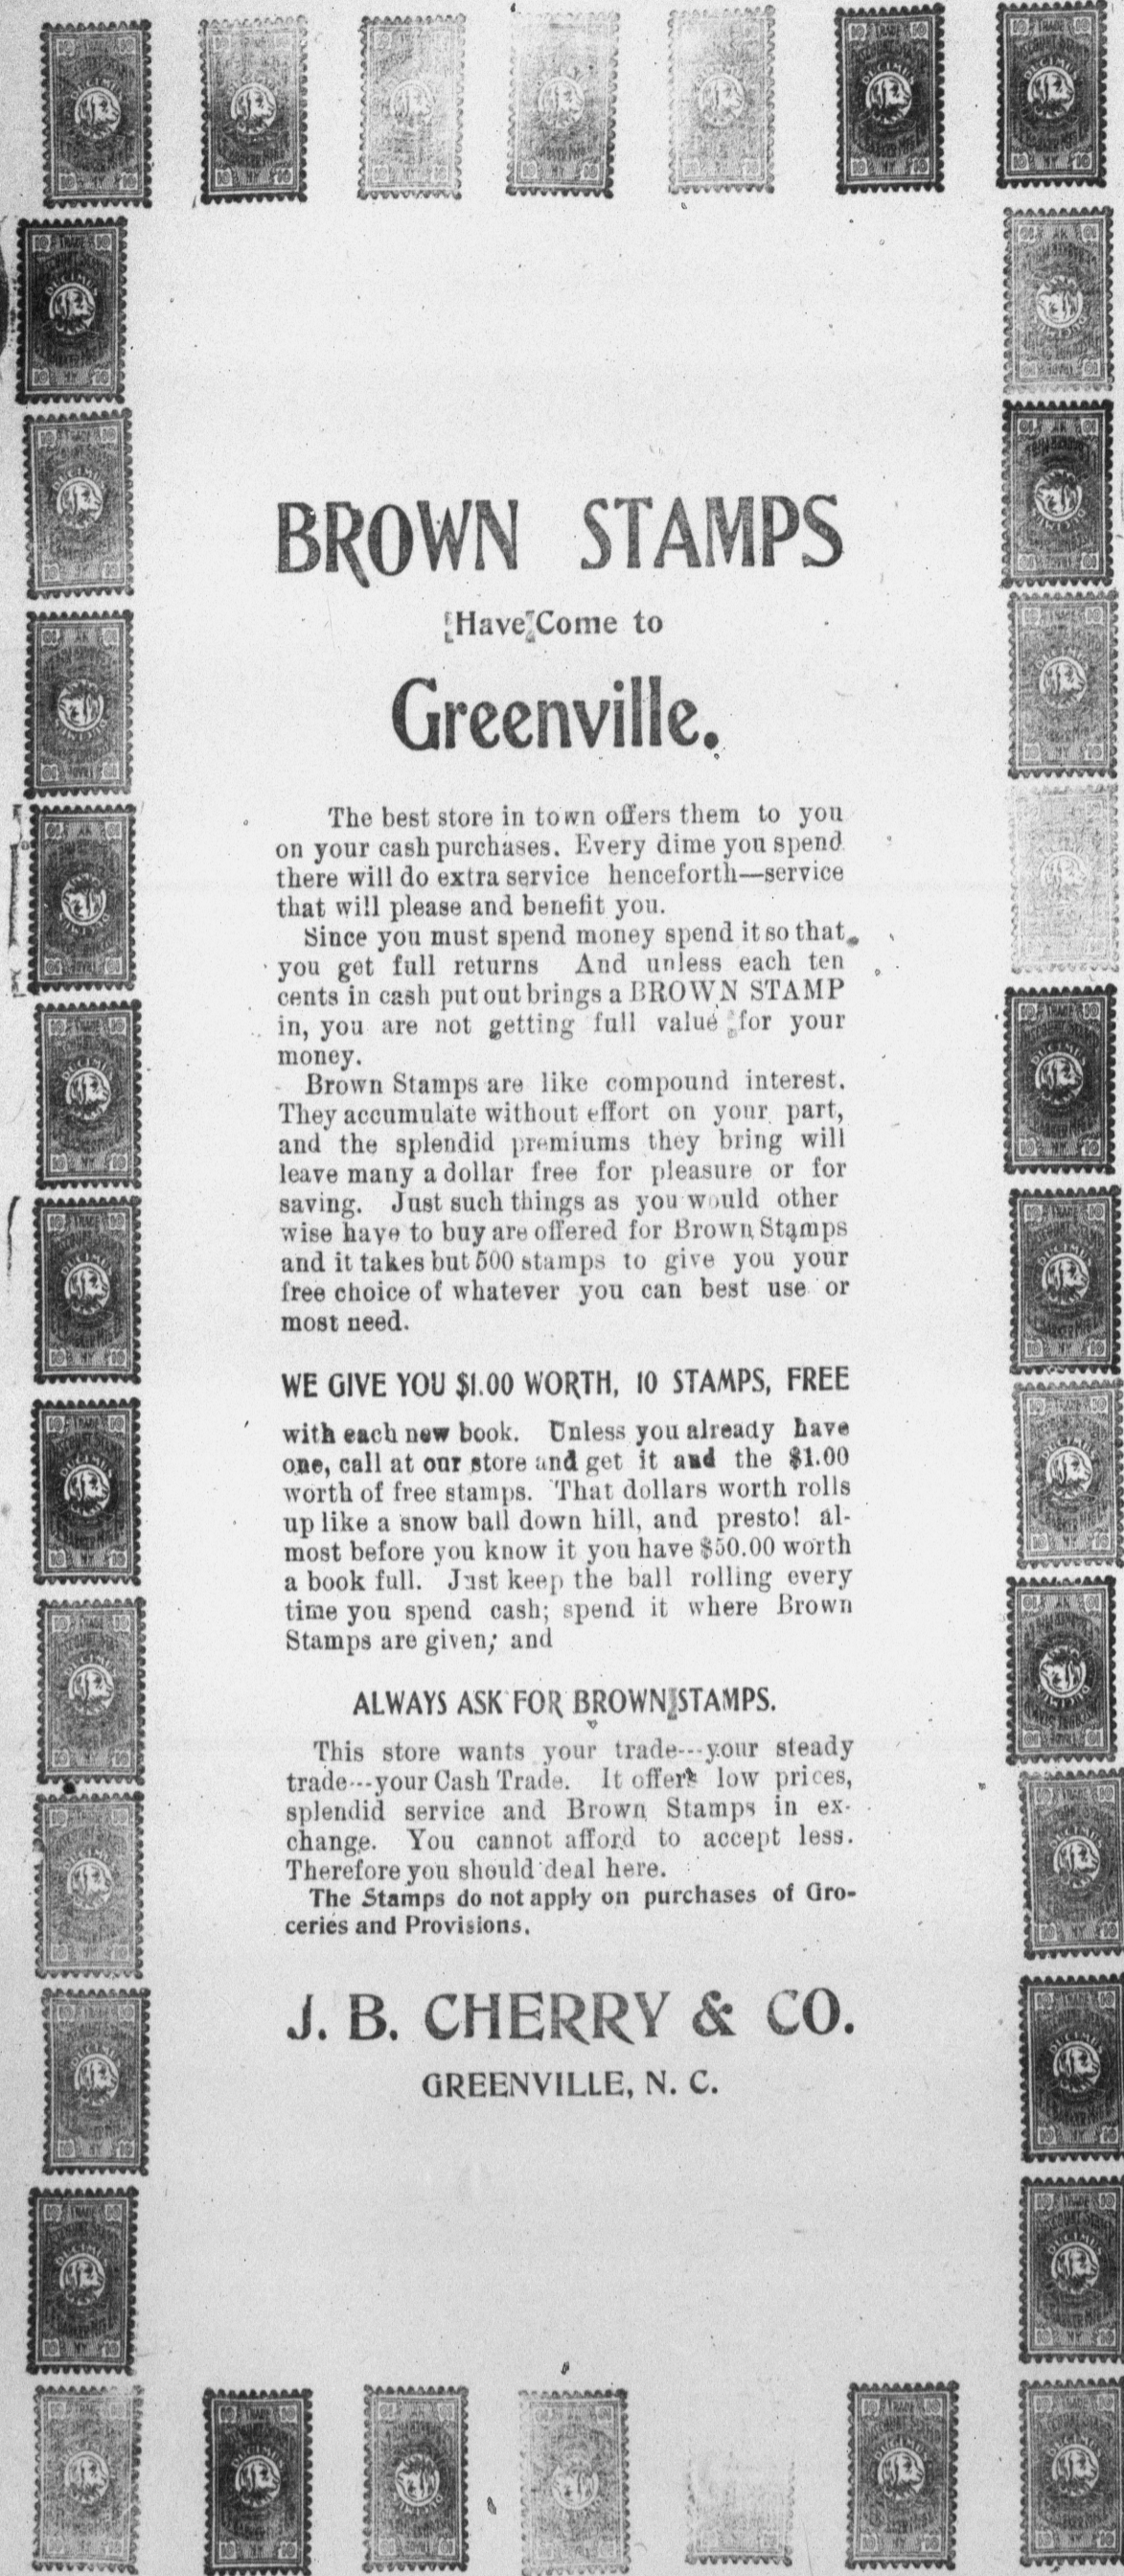 BROWN STAMPS
Have Come to
Greenville.
The best store in town offers them to you
on your cash purchases. Every dime you spend
there will do extra service henceforth—service
that will please and benefit you.
Since you must spend money spend it so that
you get full returns And unless each ten
cents in cash put out brings a BROWN STAMP
in, you are not getting full value for your
money.
Brown Stamps are like compound interest.
They accumulate without effort on your part,
and the splendid premiums they bring will
leave many a dollar free for pleasure or for
saving. Just such things as you would other
wise have to buy are offered for Brown Stamps
and it takes but 500 stamps to give you your
free choice of whatever you can best use or
most need.
WE GIVE YOU $1.00 WORTH, 10 STAMPS, FREE
with each new book. Unless you already have
one, call at our store and get it and the $1.00
worth of free stamps. That dollars worth rolls
up like a snow ball down hill, and presto! al-
most before you know it you have $50.00 worth
a book full. Just keep the ball rolling every
time you spend cash; spend it where Brown
Stamps are given; and
ALWAYS ASK FOR BROWN STAMPS.
This store wants your trade---your steady
trade---your Cash Trade. It offers low prices,
splendid service and Brown Stamps in ex-
change. You cannot afford to accept less.
Therefore you should deal here.
The Stamps do not apply on purchases of Gro-
ceries and Provisions.
J. B. CHERRY & CO.
GREENVILLE, N. C.